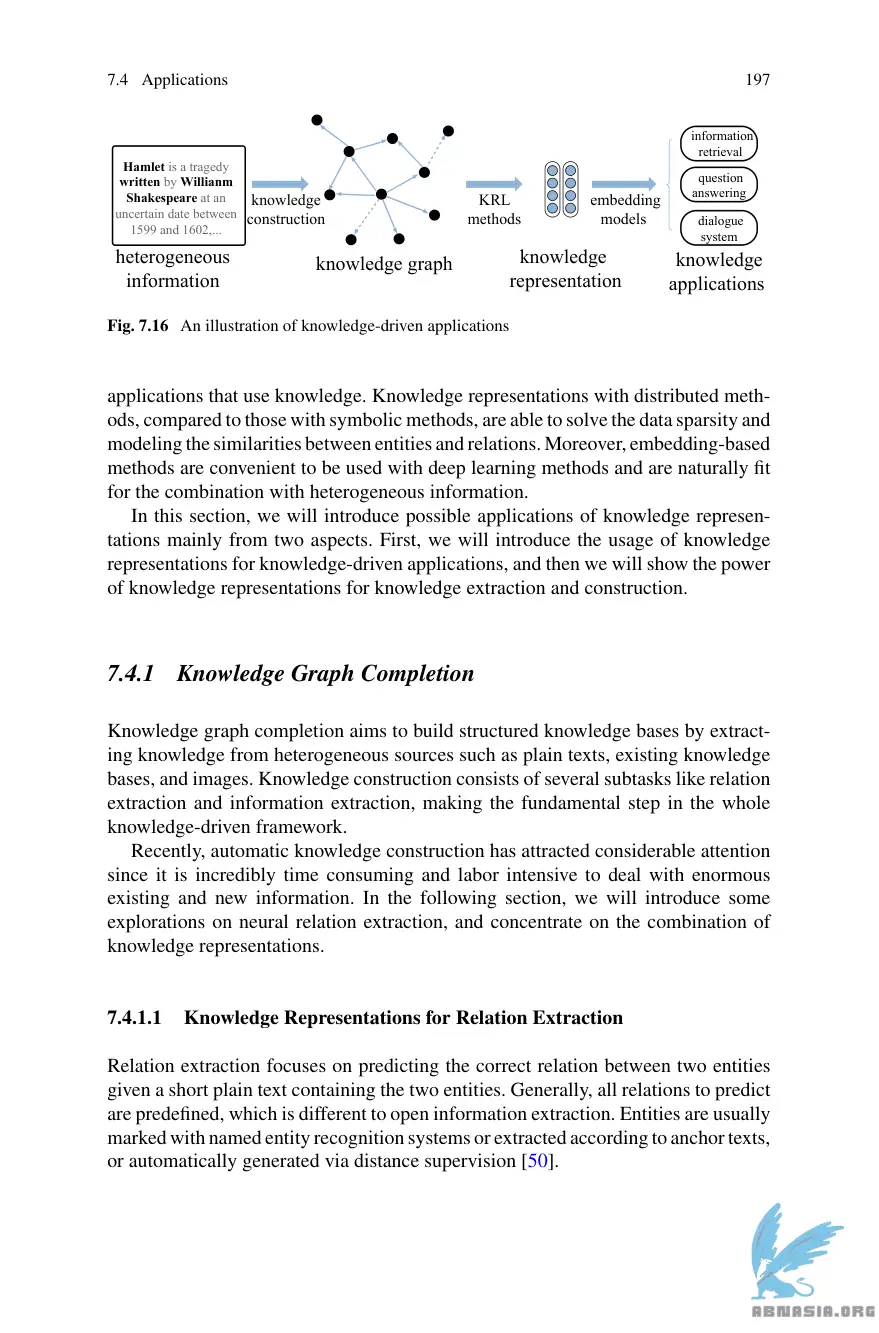 7.4 Applications 197
Hamlet is a tragedy
written by Willianm
Shakespeare at an
uncertain date between
1599 and 1602,...
heterogeneous
information
knowledge
construction
knowledge graph
KRL
methods
knowledge
representation
embedding
models
information
retrieval
question
answering
dialogue
system
knowledge
applications
Fig. 7.16 An illustration of knowledge-driven applications
applications that use knowledge. Knowledge representations with distributed meth-
ods, compared to those with symbolic methods, are able to solve the data sparsity and
modeling the similarities between entities and relations. Moreover, embedding-based
methods are convenient to be used with deep learning methods and are naturally fit
for the combination with heterogeneous information.
In this section, we will introduce possible applications of knowledge represen-
tations mainly from two aspects. First, we will introduce the usage of knowledge
representations for knowledge-driven applications, and then we will show the power
of knowledge representations for knowledge extraction and construction.
7.4.1 Knowledge Graph Completion
Knowledge graph completion aims to build structured knowledge bases by extract-
ing knowledge from heterogeneous sources such as plain texts, existing knowledge
bases, and images. Knowledge construction consists of several subtasks like relation
extraction and information extraction, making the fundamental step in the whole
knowledge-driven framework.
Recently, automatic knowledge construction has attracted considerable attention
since it is incredibly time consuming and labor intensive to deal with enormous
existing and new information. In the following section, we will introduce some
explorations on neural relation extraction, and concentrate on the combination of
knowledge representations.
7.4.1.1 Knowledge Representations for Relation Extraction
Relation extraction focuses on predicting the correct relation between two entities
given a short plain text containing the two entities. Generally, all relations to predict
are predefined, which is different to open information extraction. Entities are usually
marked with named entity recognition systems or extracted according to anchor texts,
or automatically generated via distance supervision [50].
ABNASIA.ORG